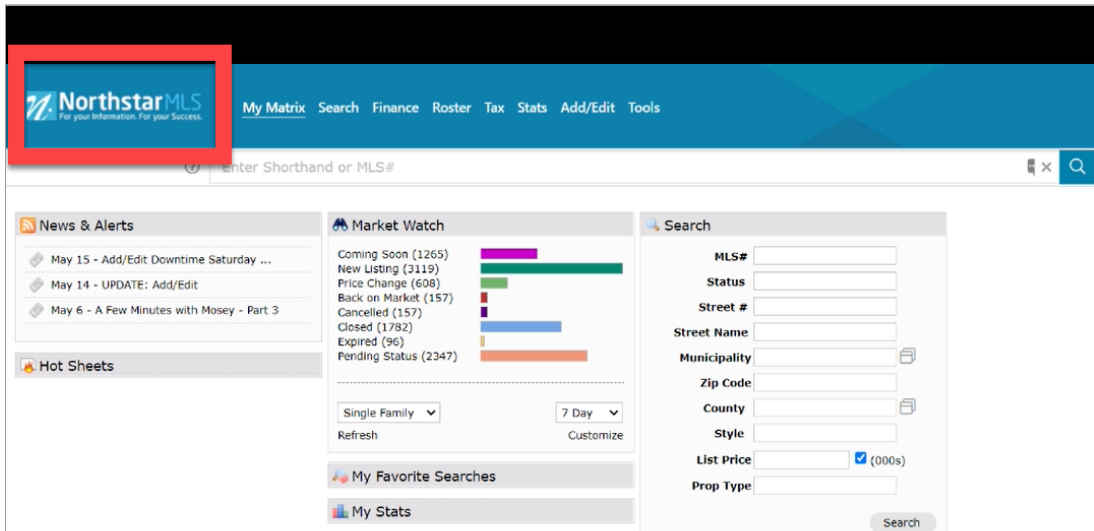 NorthstarMLS
For your Information. For your Success.
My Matrix Search Finance Roster Tax Stats Add/Edit Tools
Enter Shorthand or MLS#
News & Alerts
May 15 - Add/Edit Downtime Saturday ...
May 14 - UPDATE: Add/Edit
May 6 - A Few Minutes with Mosey - Part 3
Hot Sheets
Market Watch
Coming Soon (1265)
New Listing (3119)
Price Change (608)
Back on Market (157)
Cancelled (157)
Closed (1782)
Expired (96)
Pending Status (2347)
Single Family
7 Day
Refresh
Customize
My Favorite Searches
My Stats
Search
MLS#
Status
Street #
Street Name
Municipality
Zip Code
County
Style
List Price (000s)
Prop Type
Search